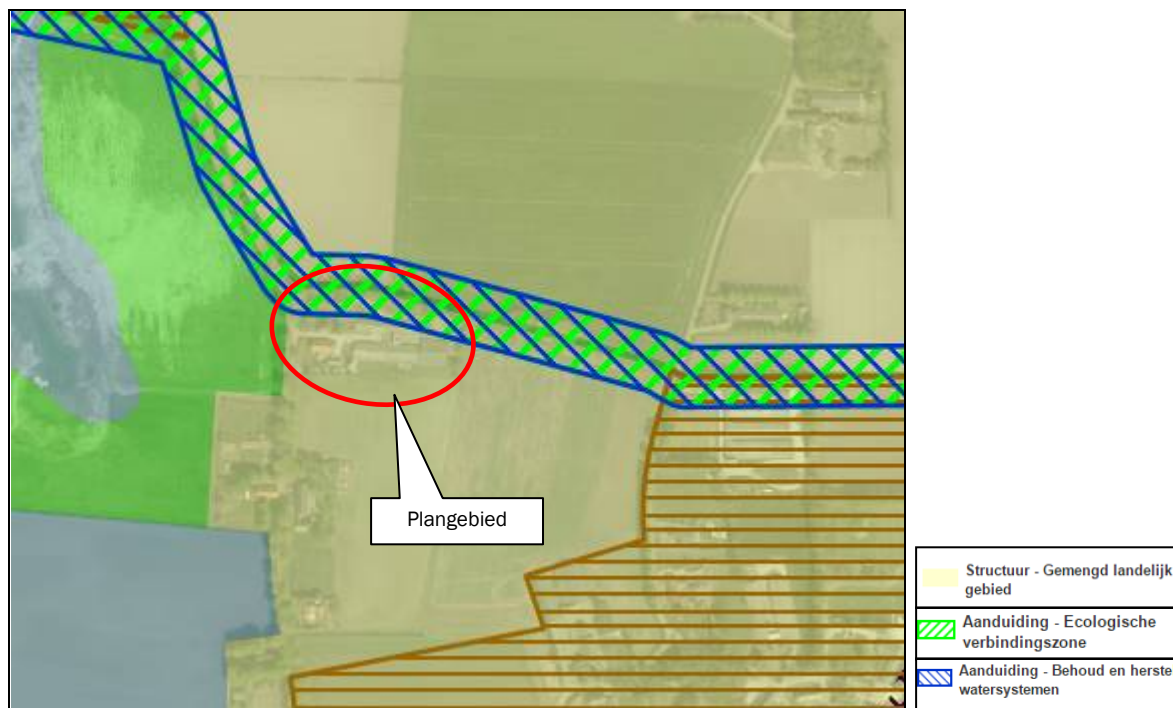 Plangebied
Structuur - Gemengd landelijk
gebied
Aanduiding - Ecologische
verbindingszone
Aanduiding - Behoud en herste
watersystemen